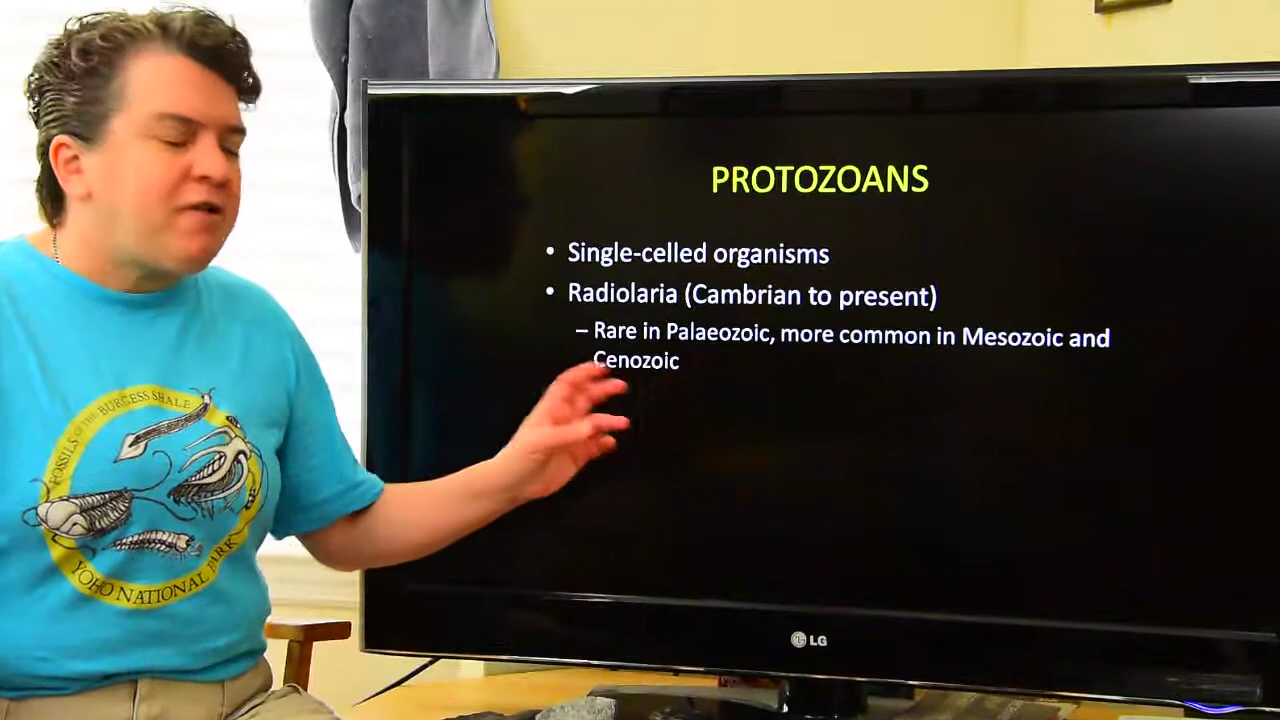 PROTOZOANS
• Single-celled organisms
• Radiolaria (Cambrian to present)
– Rare in Palaeozoic, more common in Mesozoic and
Cenozoic
FOSSILS OF THE BURGESS SHALE
YOHO NATIONAL PARK
LG